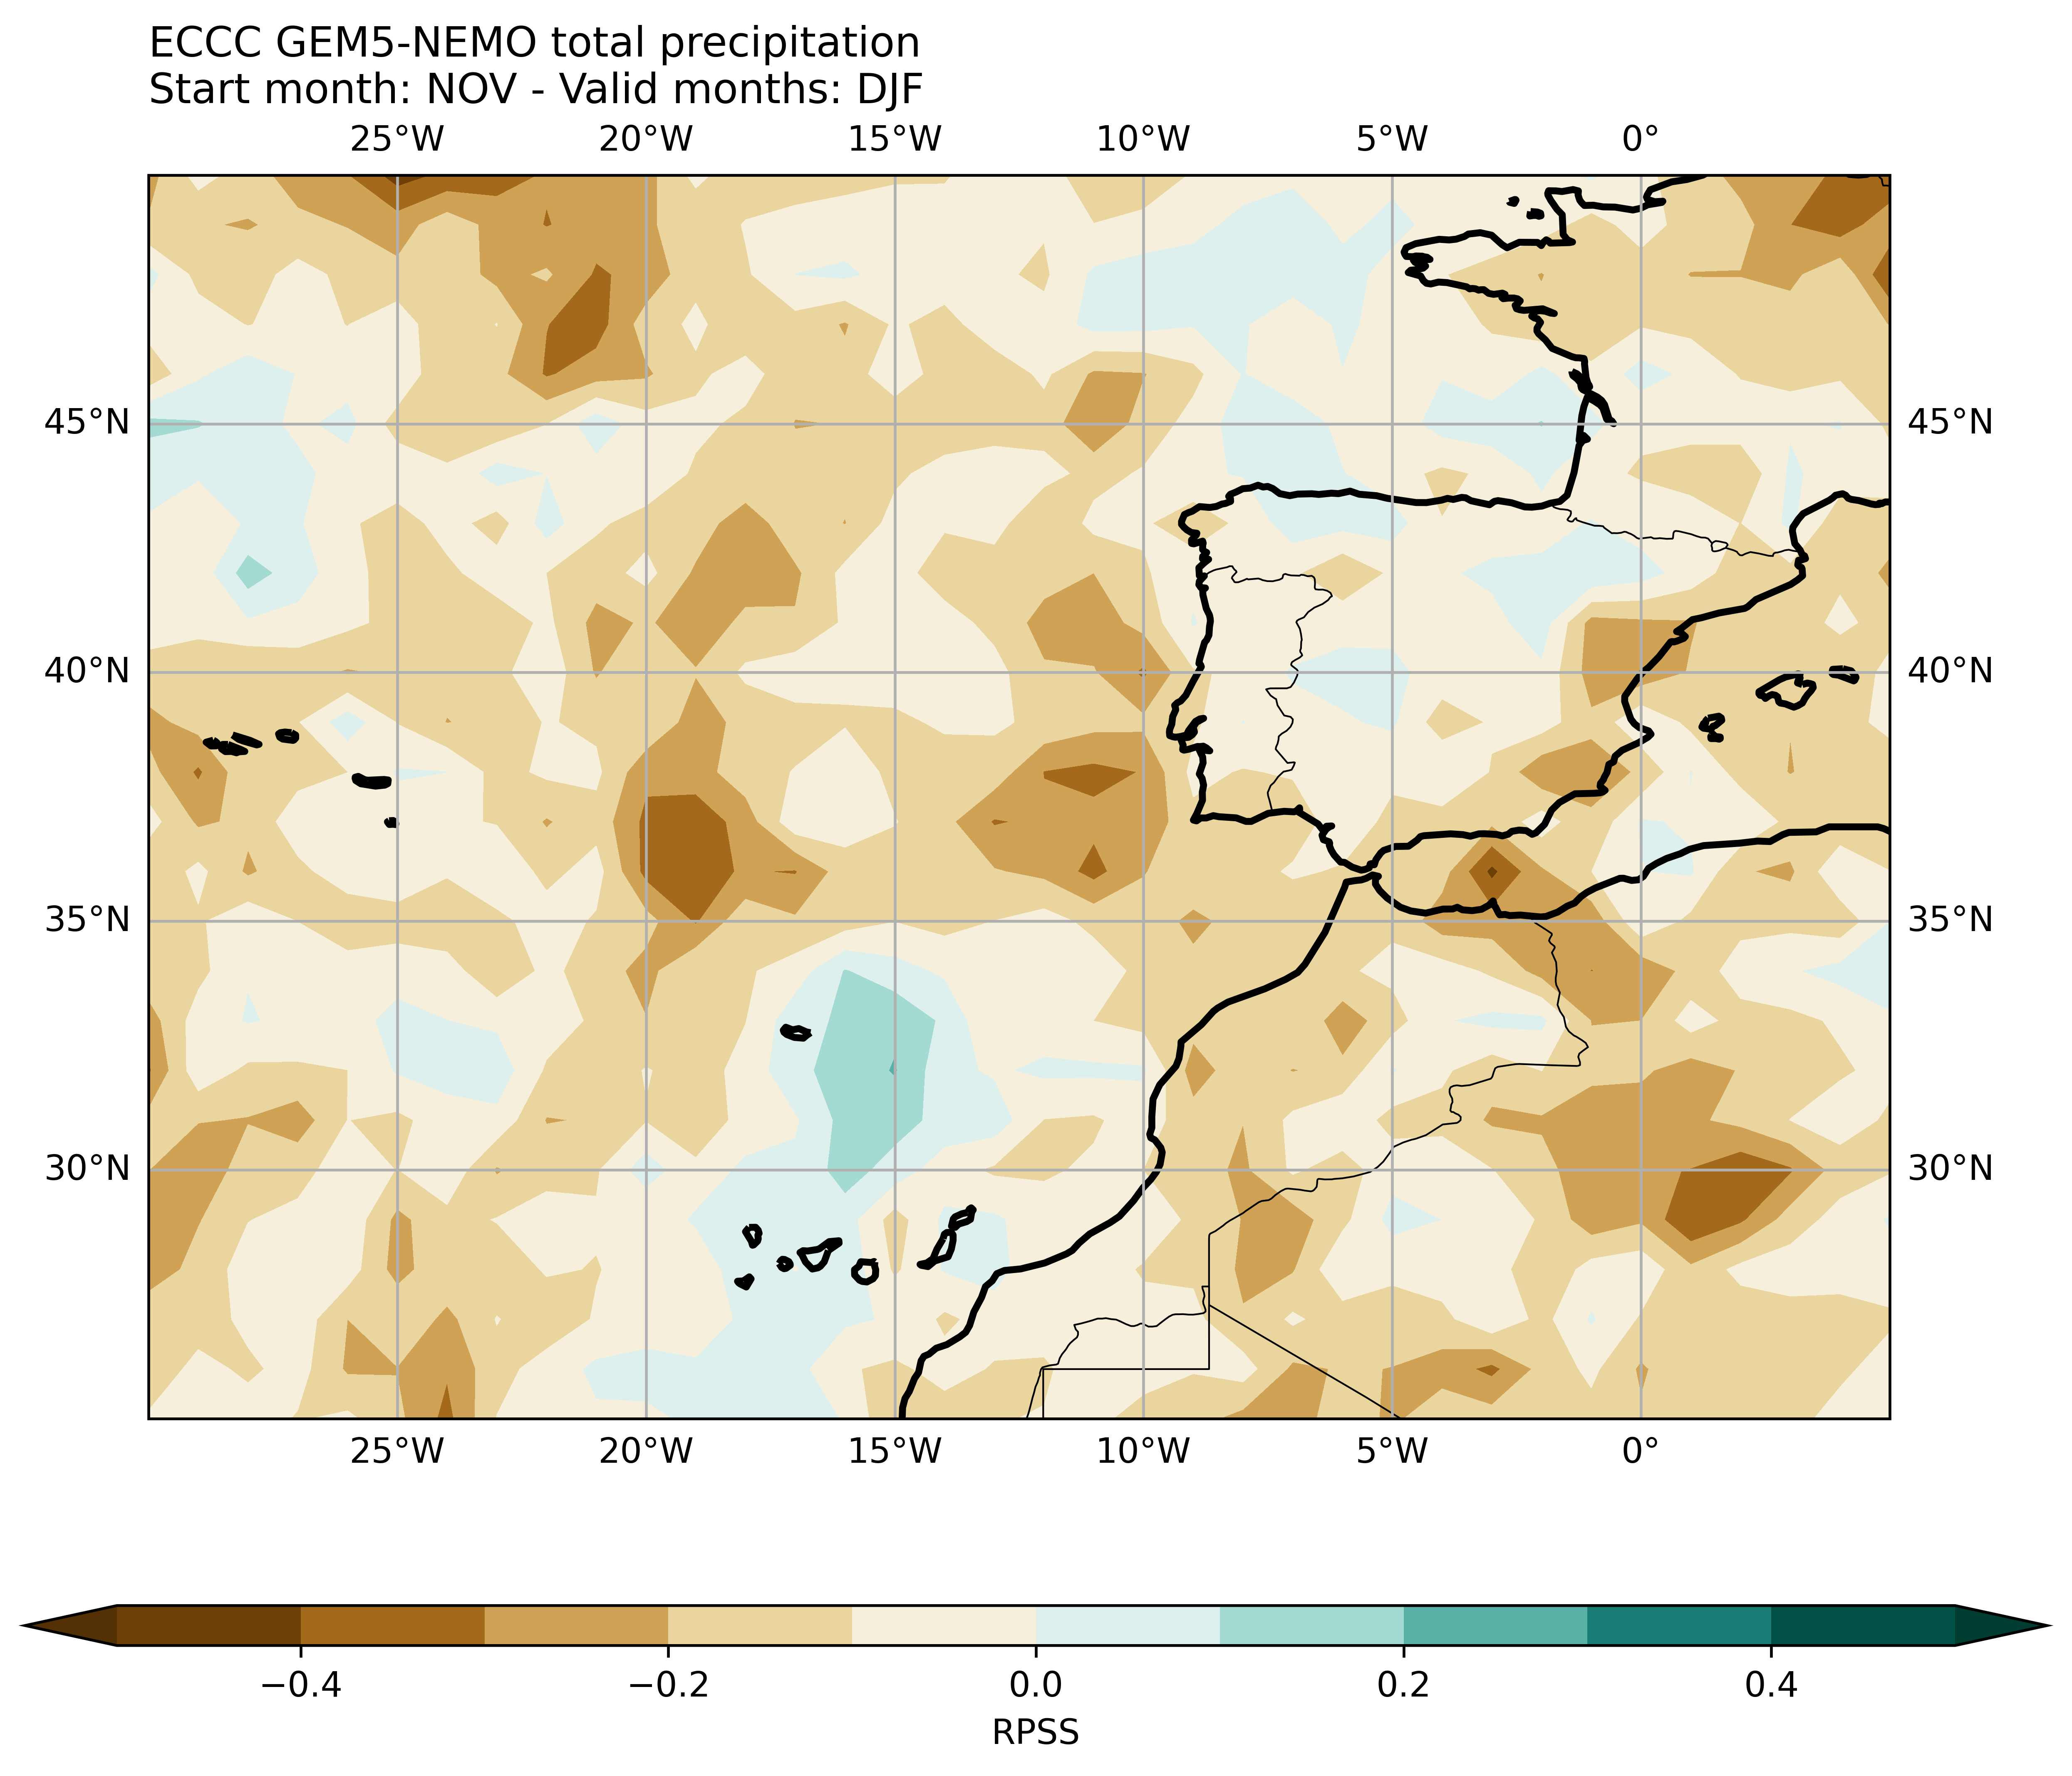 ECCC GEM5-NEMO total precipitation
Start month: NOV - Valid months: DJF
25°W 20°W 15°W 10°W 5°W 0°
45°N 45°N
40°N 40°N
35°N 35°N
30°N 30°N
25°W 20°W 15°W 10°W 5°W 0°
−0.4 −0.2 0.0 0.2 0.4
RPSS